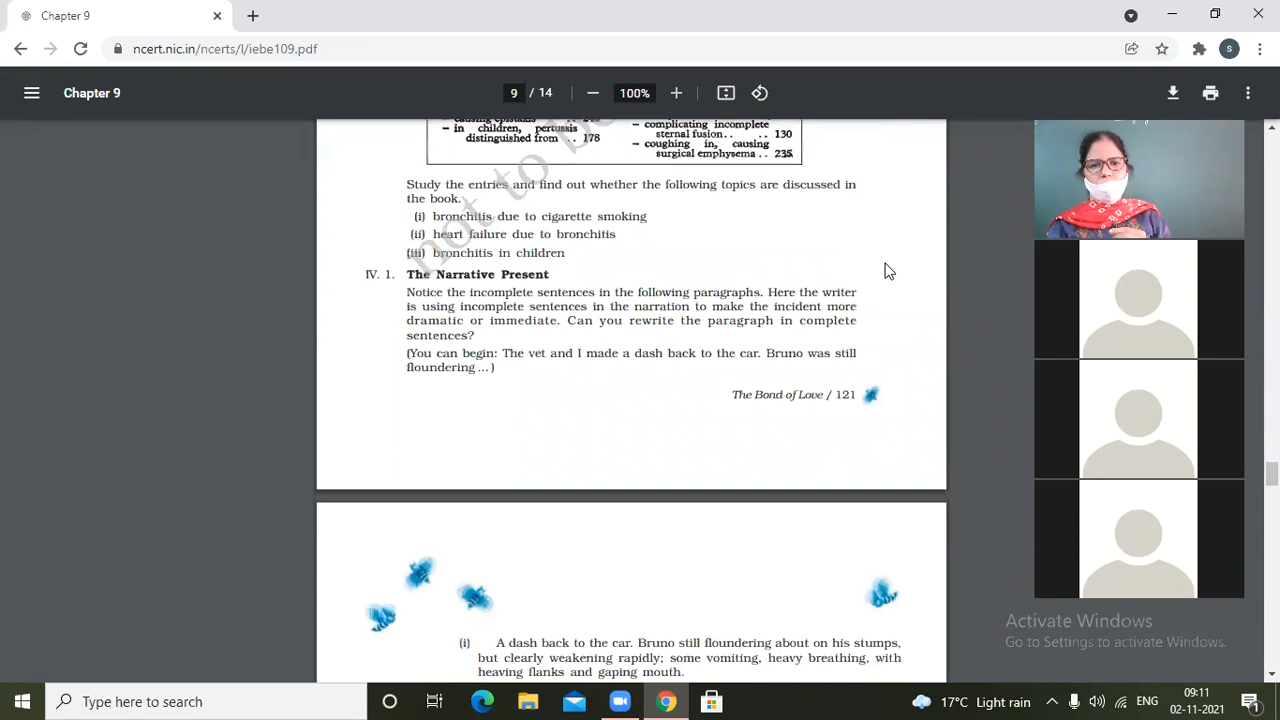 Chapter 9
ncert.nic.in/ncerts/l/iebe109.pdf
S
Chapter 9
9 / 14
100%
– causing epistaxis
– in children, pertussis
distinguished from . . 178
– complicating incomplete
sternal fusion. . . . 130
– coughing in, causing
surgical emphysema . . 235
not to be
Study the entries and find out whether the following topics are discussed in
the book.
(i) bronchitis due to cigarette smoking
(ii) heart failure due to bronchitis
(iii) bronchitis in children
IV. 1. The Narrative Present
Notice the incomplete sentences in the following paragraphs. Here the writer
is using incomplete sentences in the narration to make the incident more
dramatic or immediate. Can you rewrite the paragraph in complete
sentences?
(You can begin: The vet and I made a dash back to the car. Bruno was still
floundering ...)
The Bond of Love / 121
(i) A dash back to the car. Bruno still floundering about on his stumps,
but clearly weakening rapidly; some vomiting, heavy breathing, with
heaving flanks and gaping mouth.
Activate Windows
Go to Settings to activate Windows.
Type here to search
17°C Light rain
ENG
09:11
02-11-2021
1